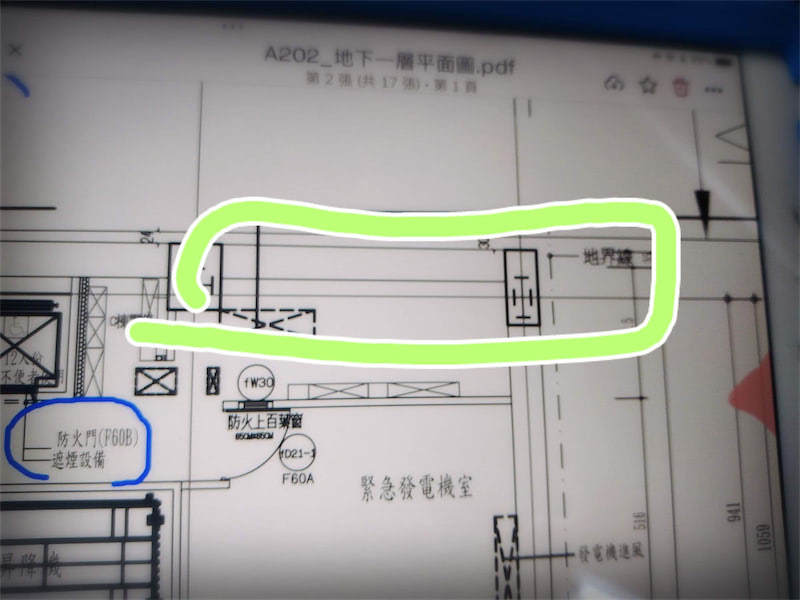 A202_地下一層平面圖.pdf
第 2 張 (共 17 張)・第 1 頁
24
30
地界線
12人份
fW30
防火上百葉窗
fD21-1
F60A
防火門(F60B)
遮煙設備
緊急發電機室
516
941
1059
發電機進風
昇降機